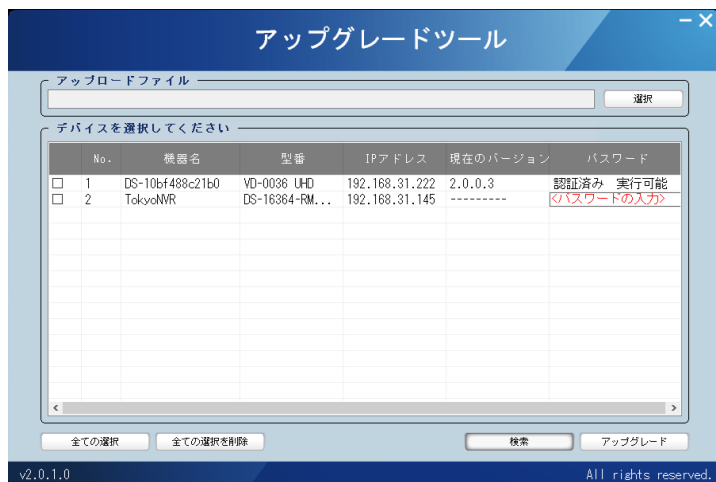 アップグレードツール
アップロードファイル
選択
デバイスを選択してください
No. 機器名 型番 IPアドレス 現在のバージョン パスワード
1 DS-10bf488c21b0 VD-0036 UHD 192.168.31.222 2.0.0.3 認証済み 実行可能
2 TokyoNVR DS-16364-RM... 192.168.31.145 --------- <パスワードの入力>
全ての選択 全ての選択を削除 検索 アップグレード
v2.0.1.0 All rights reserved.